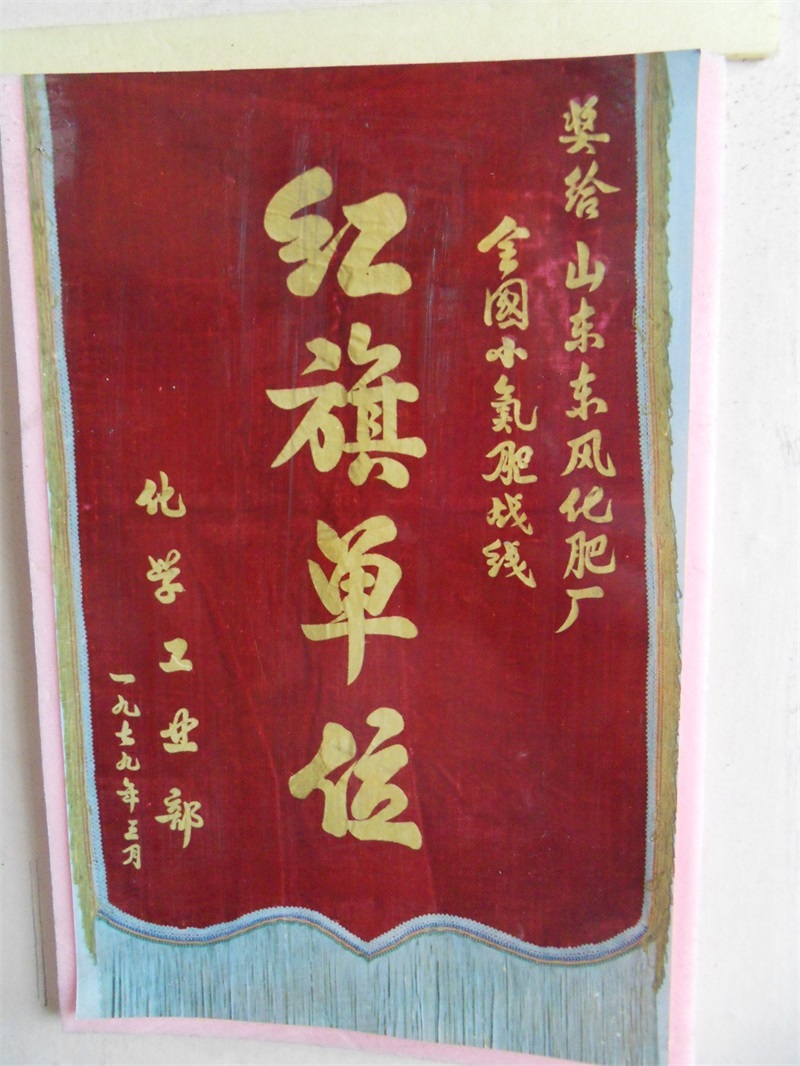 奖给山东东风化肥厂
全国小氮肥战线
红旗单位
化学工业部
一九七九年三月